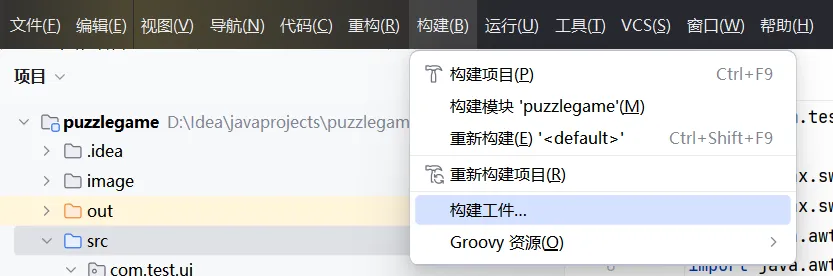 文件(F) 编辑(E) 视图(V) 导航(N) 代码(C) 重构(R) 构建(B) 运行(U) 工具(T) VCS(S) 窗口(W) 帮助(H)
项目
puzzlegame D:\Idea\javaprojects\puzzlegam
.idea
image
out
src
com.test.ui
构建项目(P) Ctrl+F9
构建模块 'puzzlegame'(M)
重新构建(E) '<default>' Ctrl+Shift+F9
重新构建项目(R)
构建工件...
Groovy 资源(O)
.tes
x.sw
x.sw
.awt
import java.awt